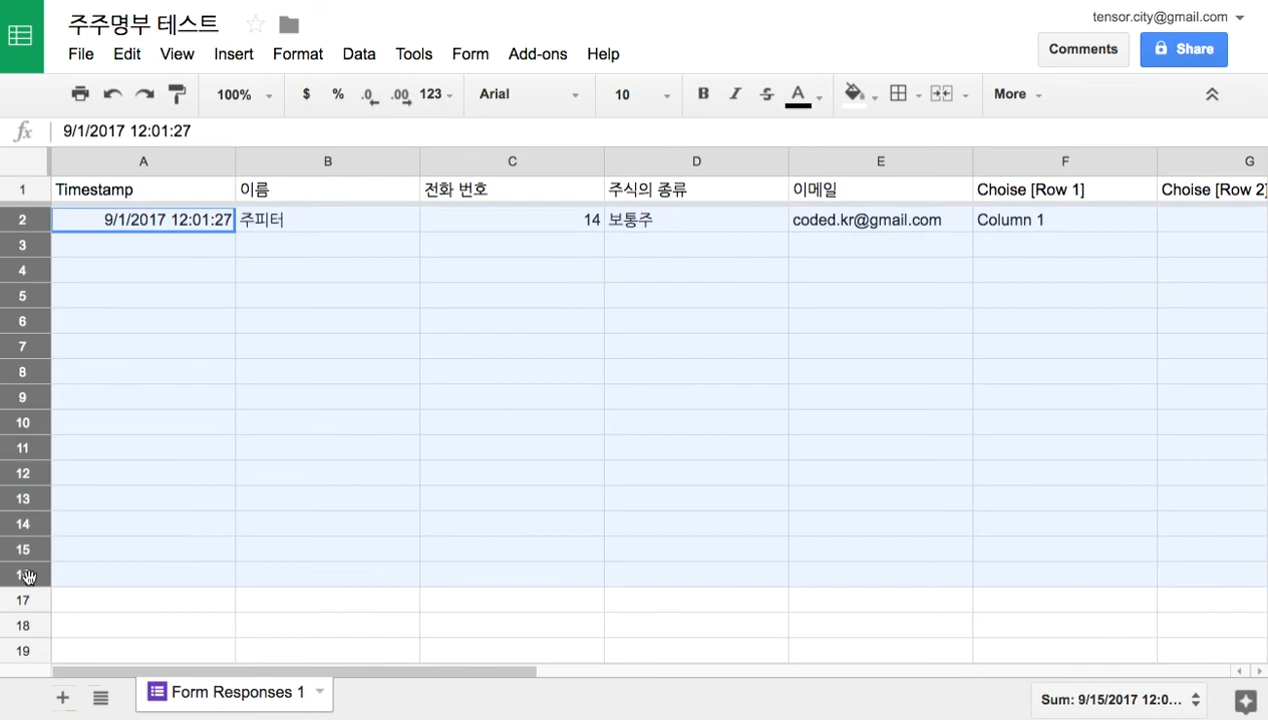 주주명부 테스트
tensor.city@gmail.com
File Edit View Insert Format Data Tools Form Add-ons Help
Comments
Share
100% $ % .0 .00 123 Arial 10 B I S A More
fx 9/1/2017 12:01:27
A B C D E F G
1 Timestamp 이름 전화 번호 주식의 종류 이메일 Choise [Row 1] Choise [Row 2]
2 9/1/2017 12:01:27 주피터 14 보통주 coded.kr@gmail.com Column 1
3
4
5
6
7
8
9
10
11
12
13
14
15
17
18
19
Form Responses 1
Sum: 9/15/2017 12:0...